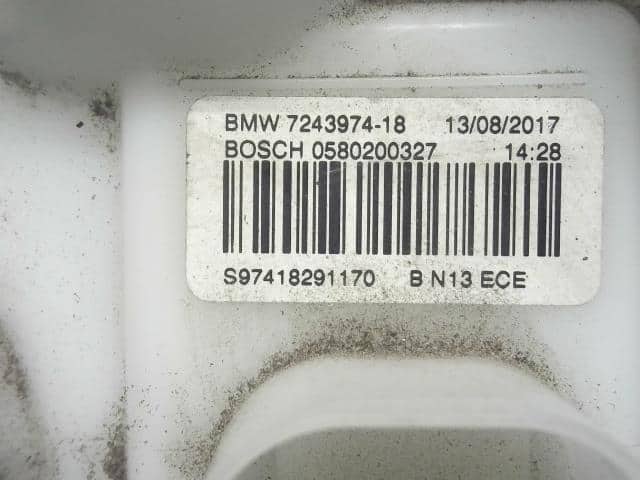 BMW 7243974-18 13/08/2017
BOSCH 0580200327 14:28
S97418291170 B N13 ECE